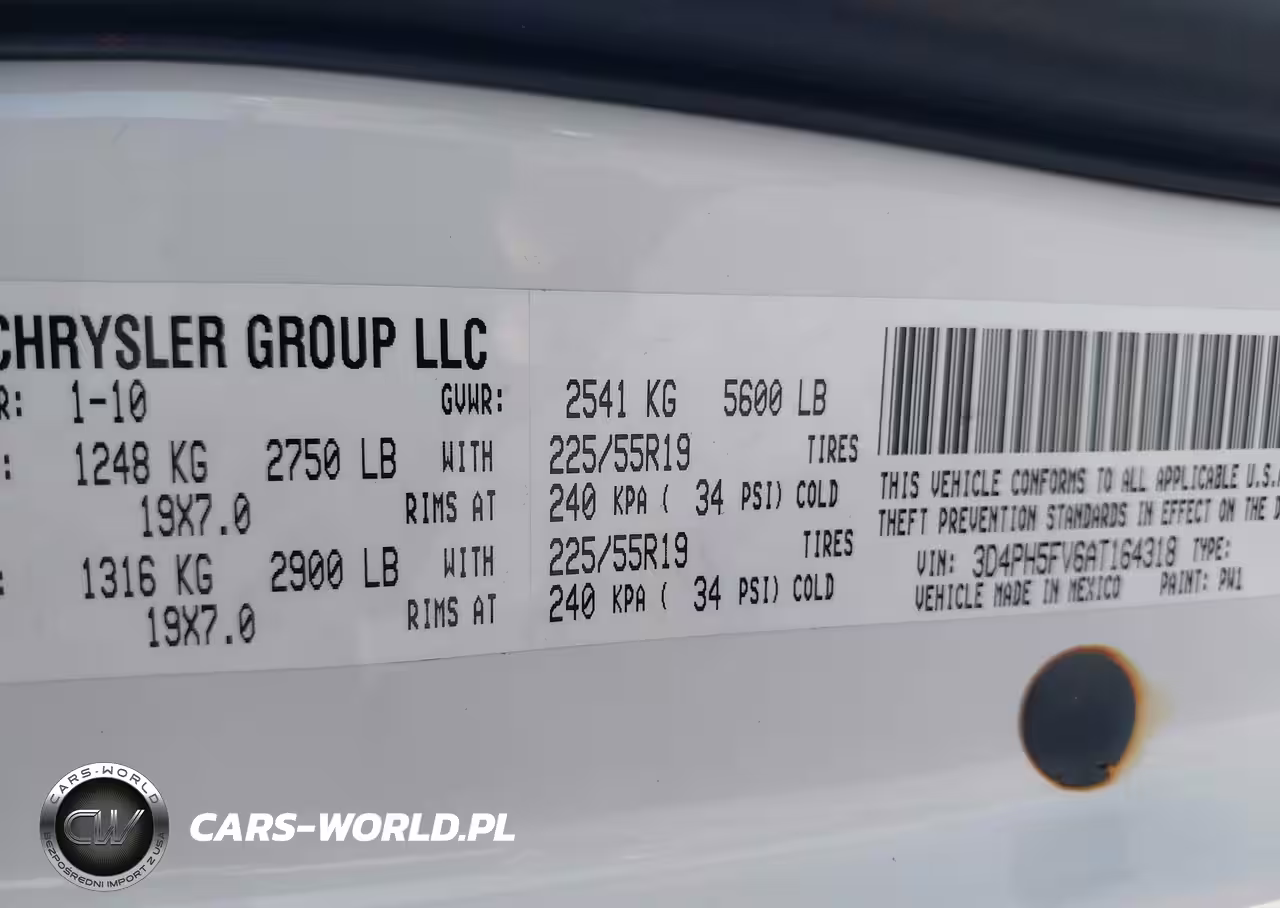 CHRYSLER GROUP LLC
R: 1-10 GVWR: 2541 KG 5600 LB
: 1248 KG 2750 LB WITH 225/55R19 TIRES
19X7.0 RIMS AT 240 KPA ( 34 PSI) COLD
: 1316 KG 2900 LB WITH 225/55R19 TIRES
19X7.0 RIMS AT 240 KPA ( 34 PSI) COLD
THIS VEHICLE CONFORMS TO ALL APPLICABLE U.S.A
THEFT PREVENTION STANDARDS IN EFFECT ON THE D
VIN: 3D4PH5FV6AT164318 TYPE:
VEHICLE MADE IN MEXICO PAINT: PW1
CARS-WORLD
CW
BEZPOŚREDNI IMPORT Z USA
CARS-WORLD.PL